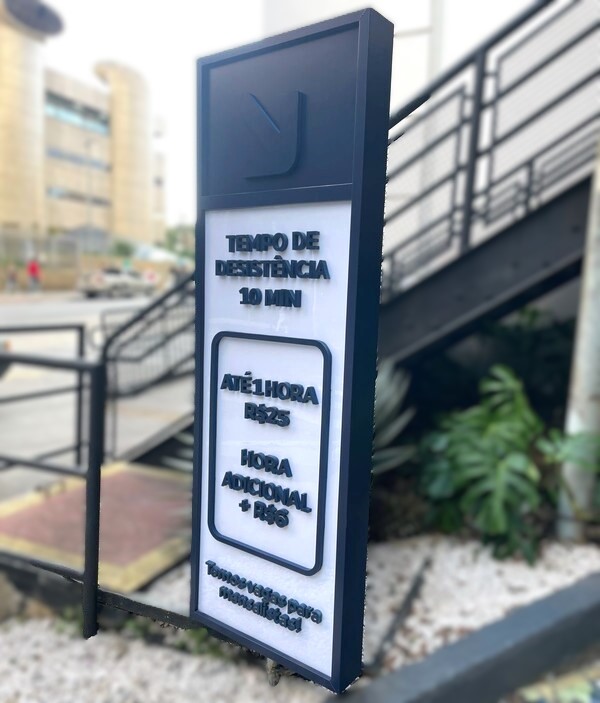 TEMPO DE
DESISTÊNCIA
10 MIN
ATÉ 1 HORA
R$25
HORA
ADICIONAL
+ R$6
Temos vagas para
mensalistas!